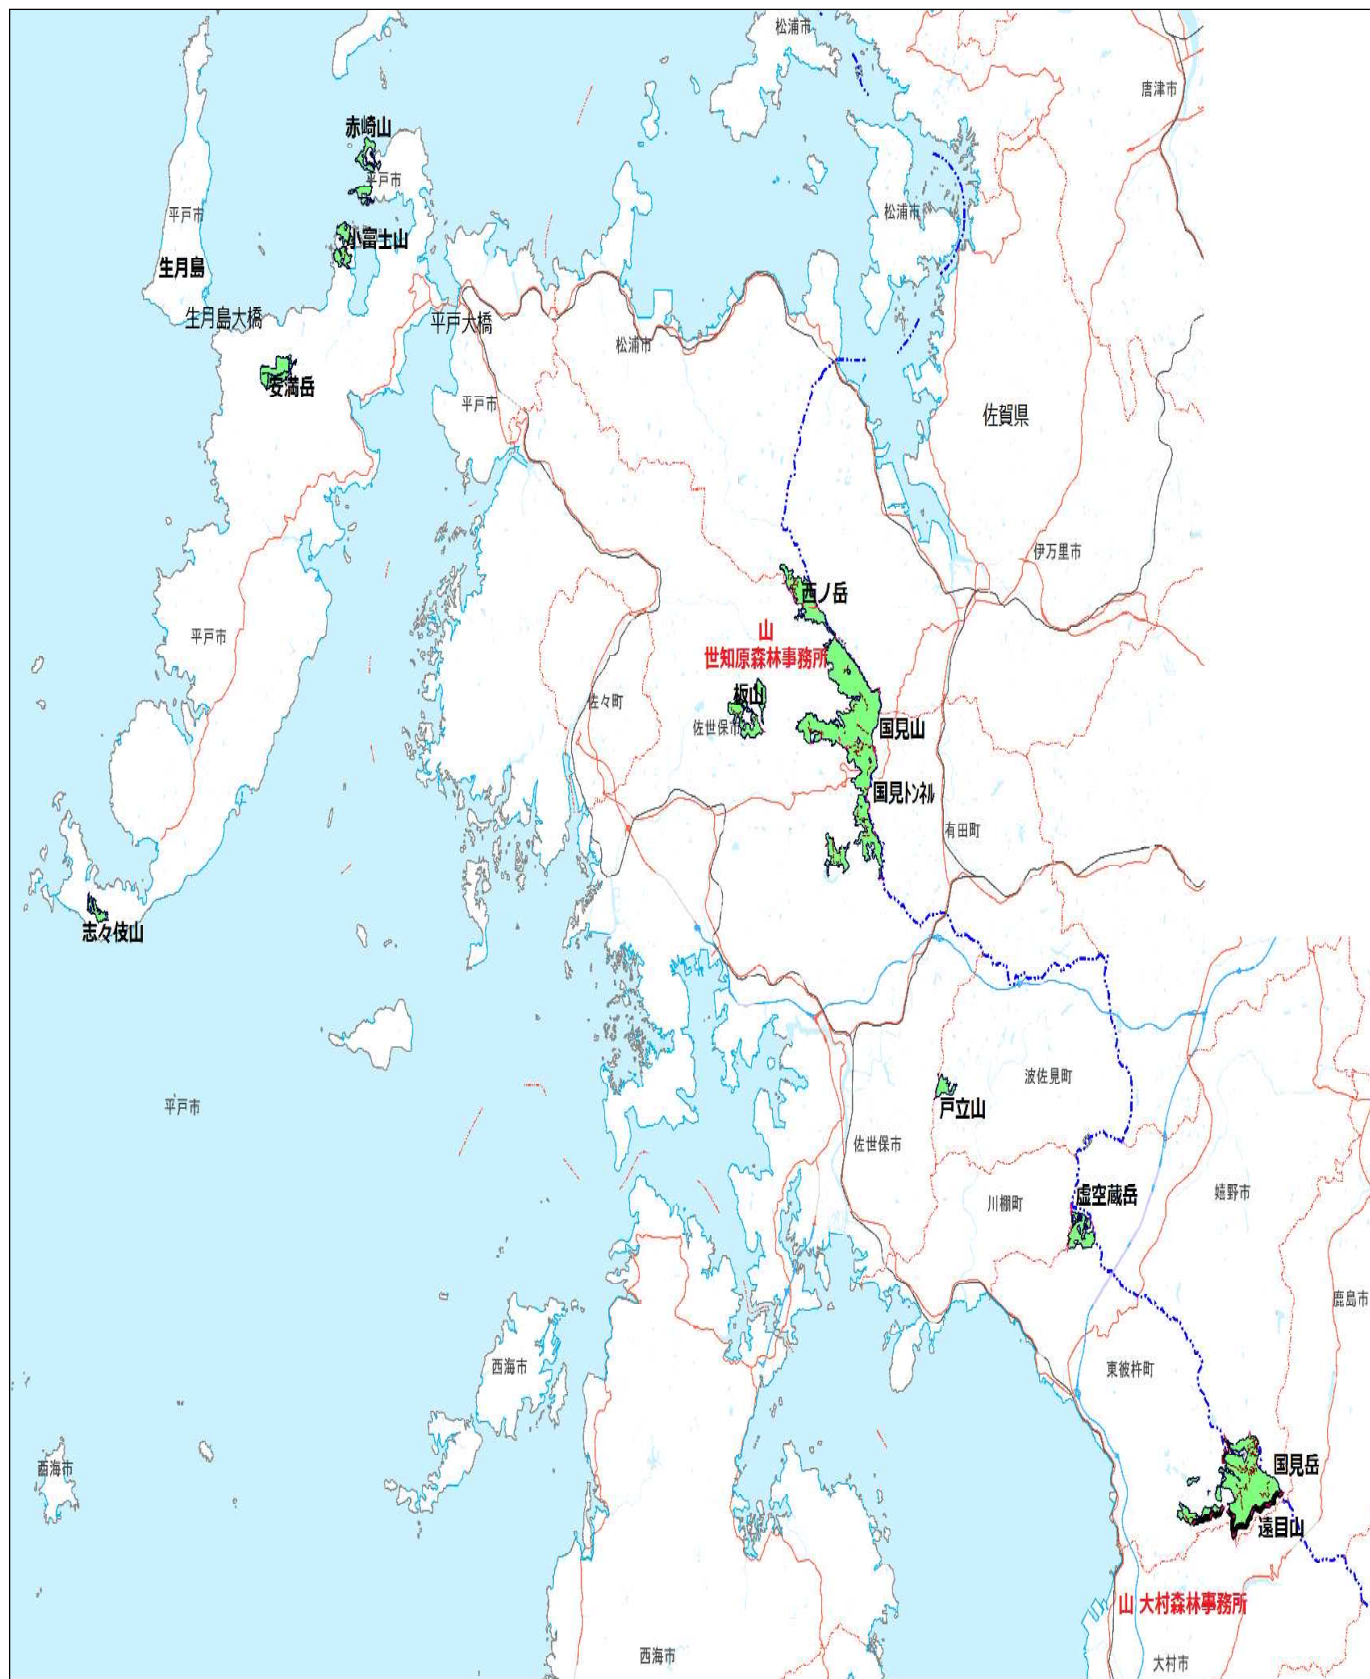 松浦市
唐津市
赤崎山
平戸市
松浦市
平戸市
小富士山
生月島
生月島大橋
平戸大橋
松浦市
安満岳
平戸市
佐賀県
伊万里市
西ノ岳
山
世知原森林事務所
平戸市
板山
佐々町
佐世保市
国見山
国見トンネル
有田町
志々伎山
波佐見町
平戸市
戸立山
佐世保市
虚空蔵岳
川棚町
嬉野市
鹿島市
西海市
東彼杵町
西海市
国見岳
遠目山
山 大村森林事務所
西海市
大村市